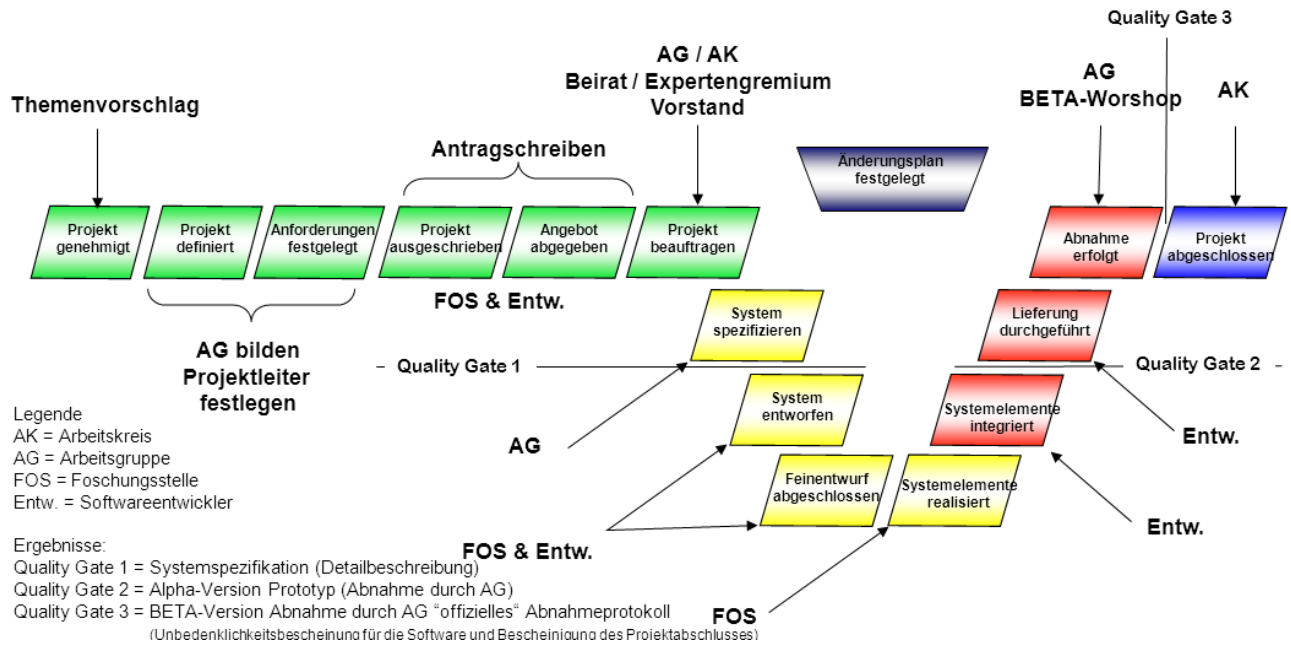 Quality Gate 3
AG / AK
Beirat / Expertengremium
Vorstand
AG
BETA-Worshop
AK
Themenvorschlag
Antragschreiben
Änderungsplan
festgelegt
Projekt
genehmigt
Projekt
definiert
Anforderungen
festgelegt
Projekt
ausgeschrieben
Angebot
abgegeben
Projekt
beauftragen
Abnahme
erfolgt
Projekt
abgeschlossen
FOS & Entw.
System
spezifizieren
Lieferung
durchgeführt
AG bilden
Projektleiter
festlegen
Quality Gate 1
Quality Gate 2
System
entworfen
Systemelemente
integriert
AG
Entw.
Feinentwurf
abgeschlossen
Systemelemente
realisiert
FOS & Entw.
Entw.
FOS
Legende
AK = Arbeitskreis
AG = Arbeitsgruppe
FOS = Foschungsstelle
Entw. = Softwareentwickler
Ergebnisse:
Quality Gate 1 = Systemspezifikation (Detailbeschreibung)
Quality Gate 2 = Alpha-Version Prototyp (Abnahme durch AG)
Quality Gate 3 = BETA-Version Abnahme durch AG “offizielles“ Abnahmeprotokoll
(Unbedenklichkeitsbescheinung für die Software und Bescheinigung des Projektabschlusses)